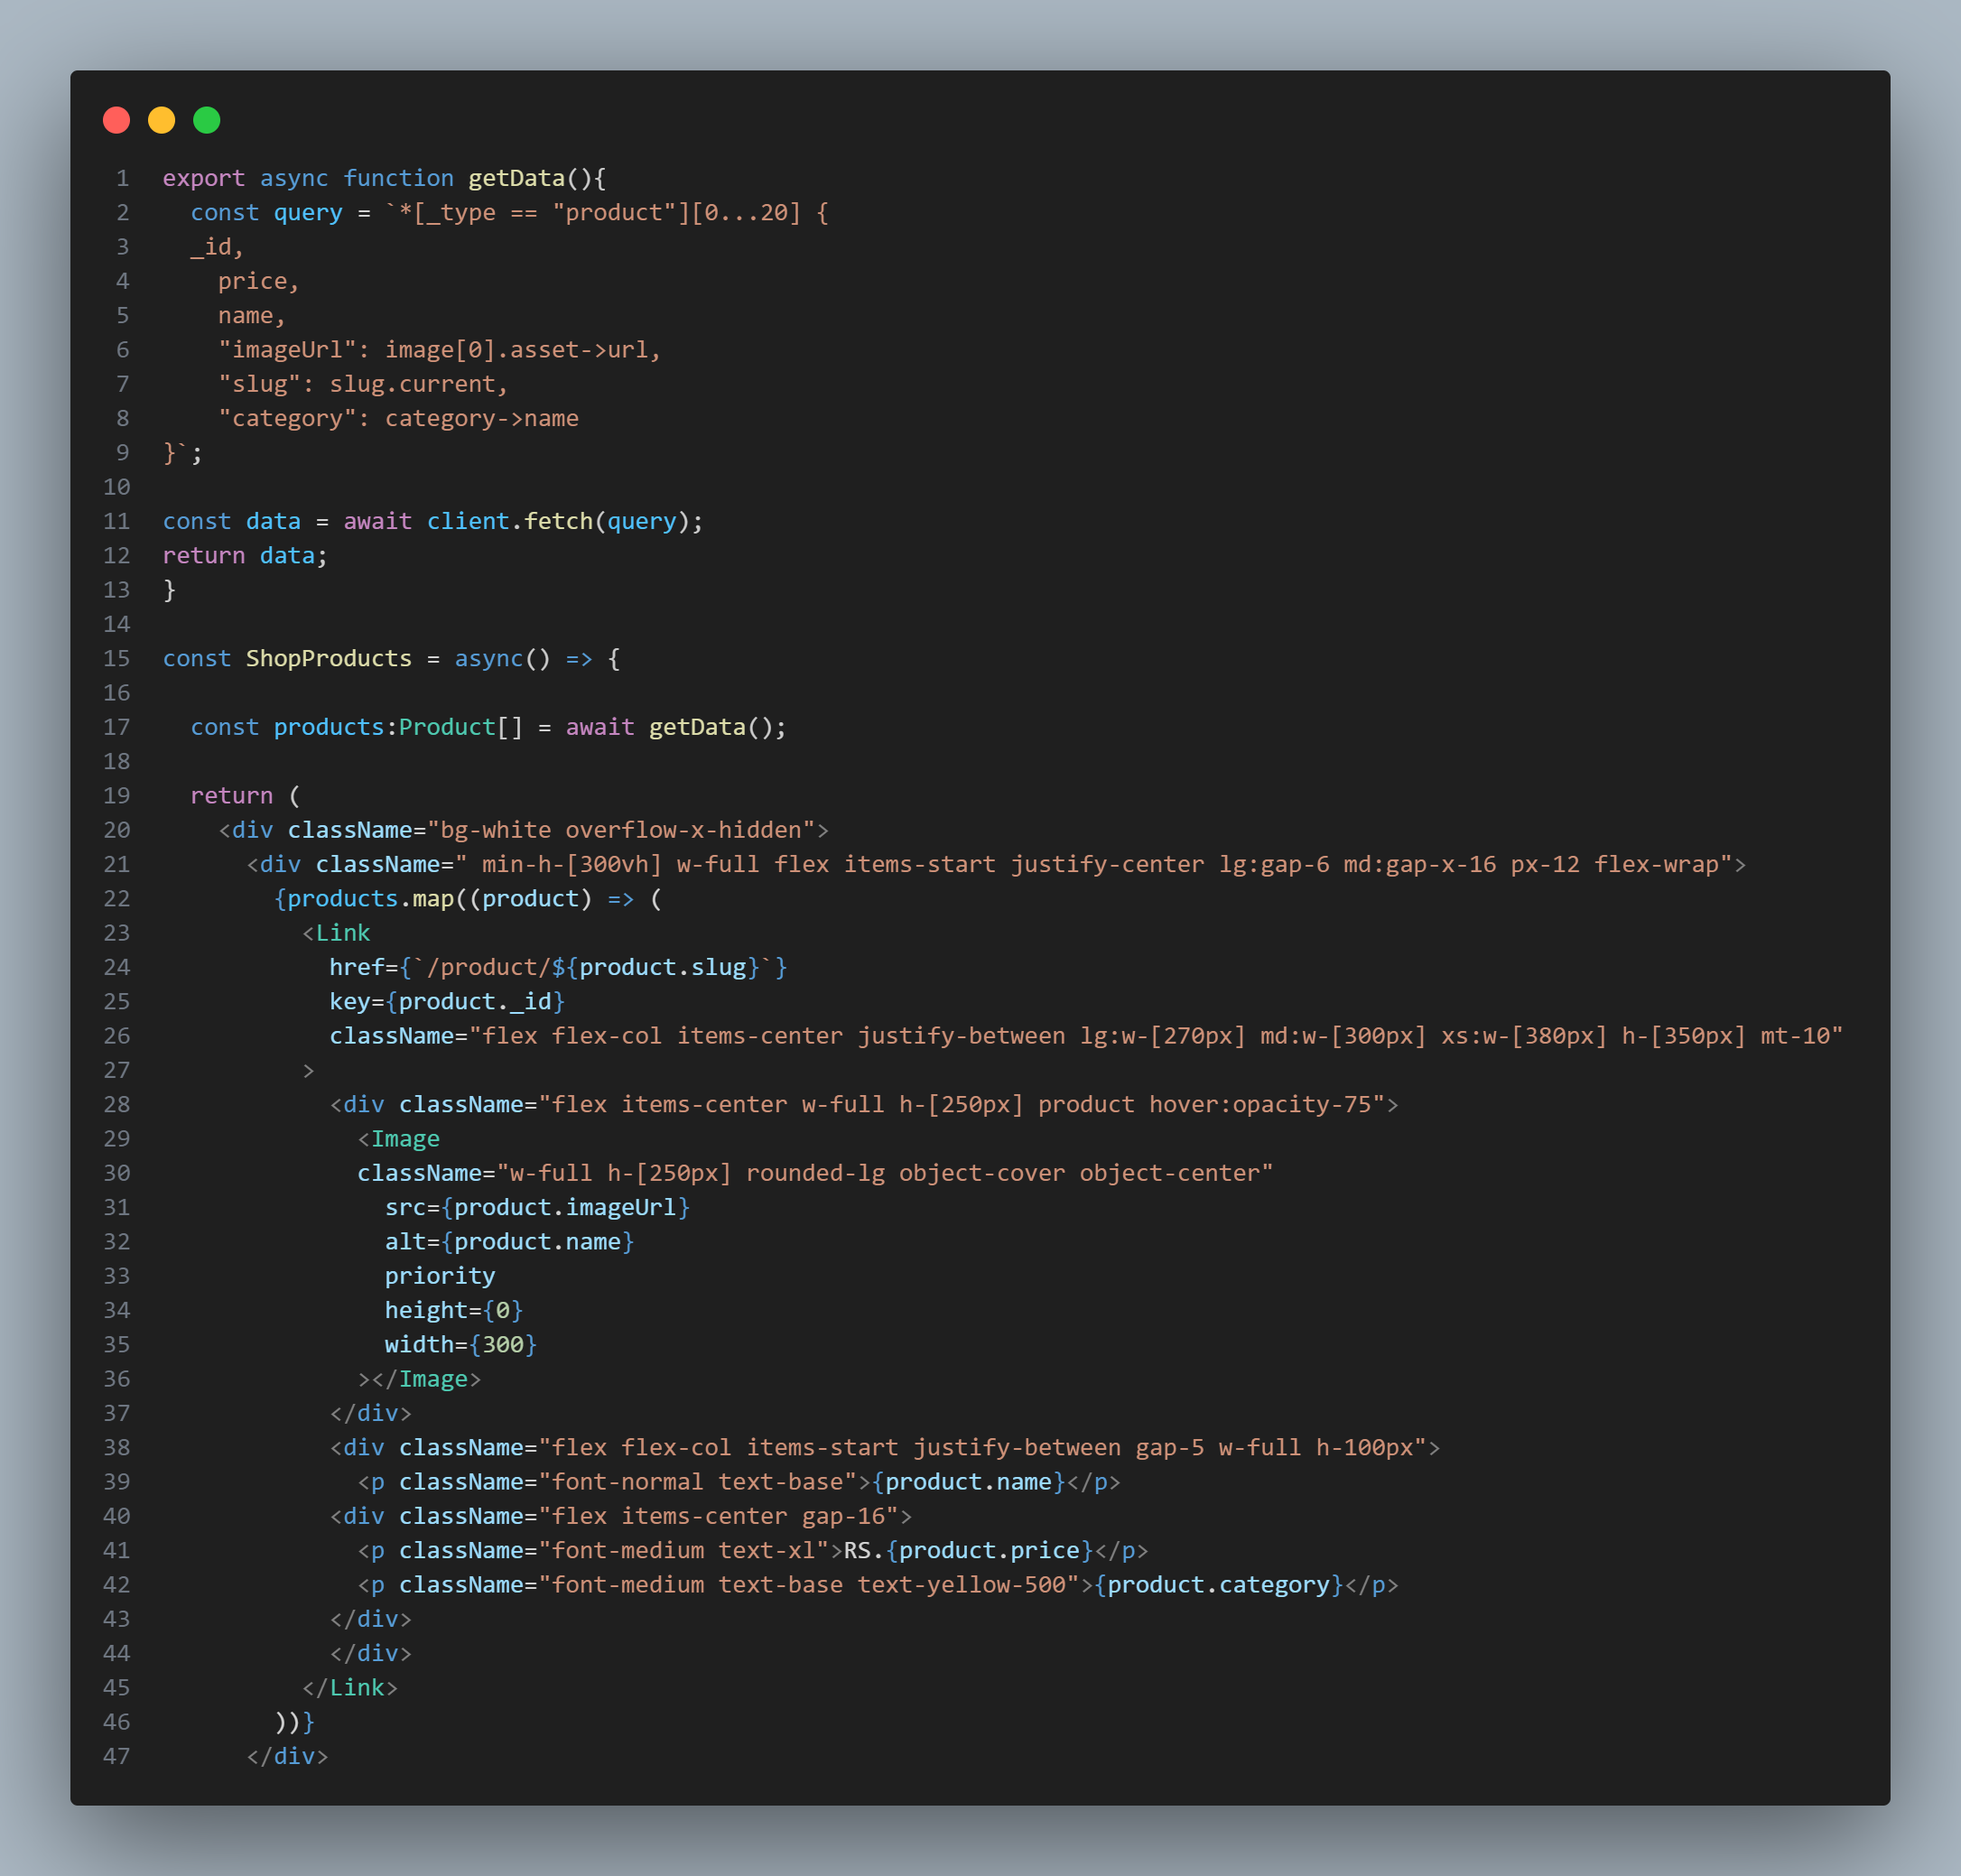 1 export async function getData(){
2 const query = `*[_type == "product"][0...20] {
3 _id,
4 price,
5 name,
6 "imageUrl": image[0].asset->url,
7 "slug": slug.current,
8 "category": category->name
9 }`;
10
11 const data = await client.fetch(query);
12 return data;
13 }
14
15 const ShopProducts = async() => {
16
17 const products:Product[] = await getData();
18
19 return (
20 <div className="bg-white overflow-x-hidden">
21 <div className=" min-h-[300vh] w-full flex items-start justify-center lg:gap-6 md:gap-x-16 px-12 flex-wrap">
22 {products.map((product) => (
23 <Link
24 href={`/product/${product.slug}`}
25 key={product._id}
26 className="flex flex-col items-center justify-between lg:w-[270px] md:w-[300px] xs:w-[380px] h-[350px] mt-10"
27 >
28 <div className="flex items-center w-full h-[250px] product hover:opacity-75">
29 <Image
30 className="w-full h-[250px] rounded-lg object-cover object-center"
31 src={product.imageUrl}
32 alt={product.name}
33 priority
34 height={0}
35 width={300}
36 ></Image>
37 </div>
38 <div className="flex flex-col items-start justify-between gap-5 w-full h-100px">
39 <p className="font-normal text-base">{product.name}</p>
40 <div className="flex items-center gap-16">
41 <p className="font-medium text-xl">RS.{product.price}</p>
42 <p className="font-medium text-base text-yellow-500">{product.category}</p>
43 </div>
44 </div>
45 </Link>
46 ))}
47 </div>